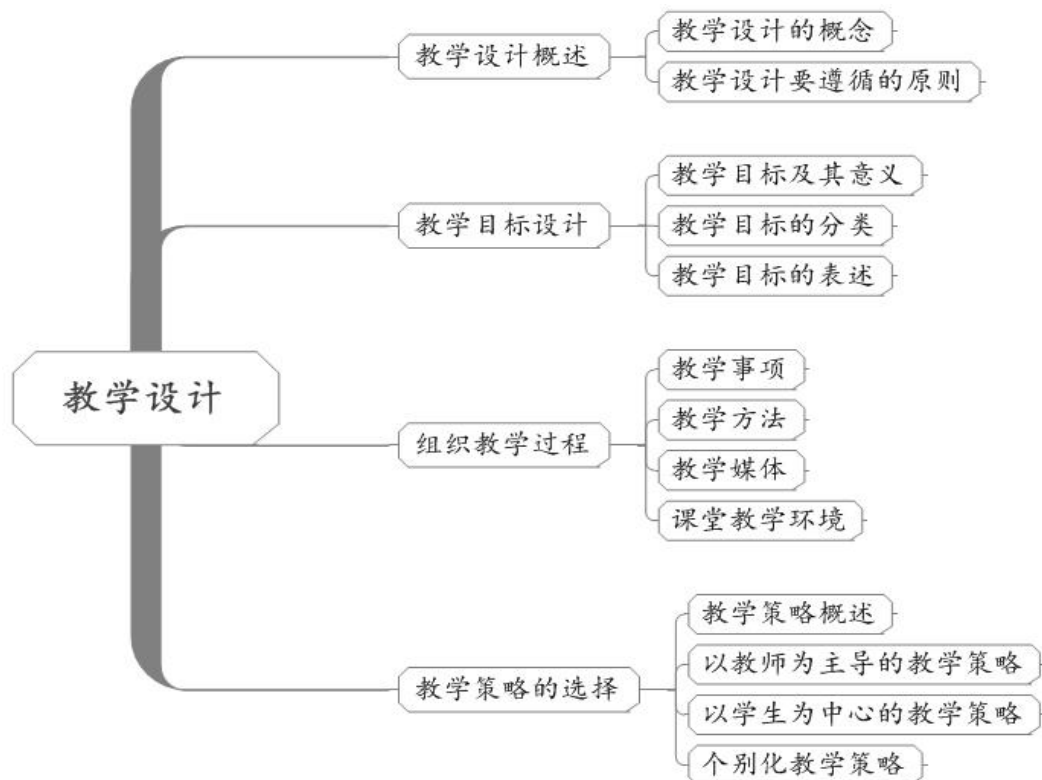 教学设计
教学设计概述
教学设计的概念
教学设计要遵循的原则
教学目标设计
教学目标及其意义
教学目标的分类
教学目标的表述
组织教学过程
教学事项
教学方法
教学媒体
课堂教学环境
教学策略的选择
教学策略概述
以教师为主导的教学策略
以学生为中心的教学策略
个别化教学策略